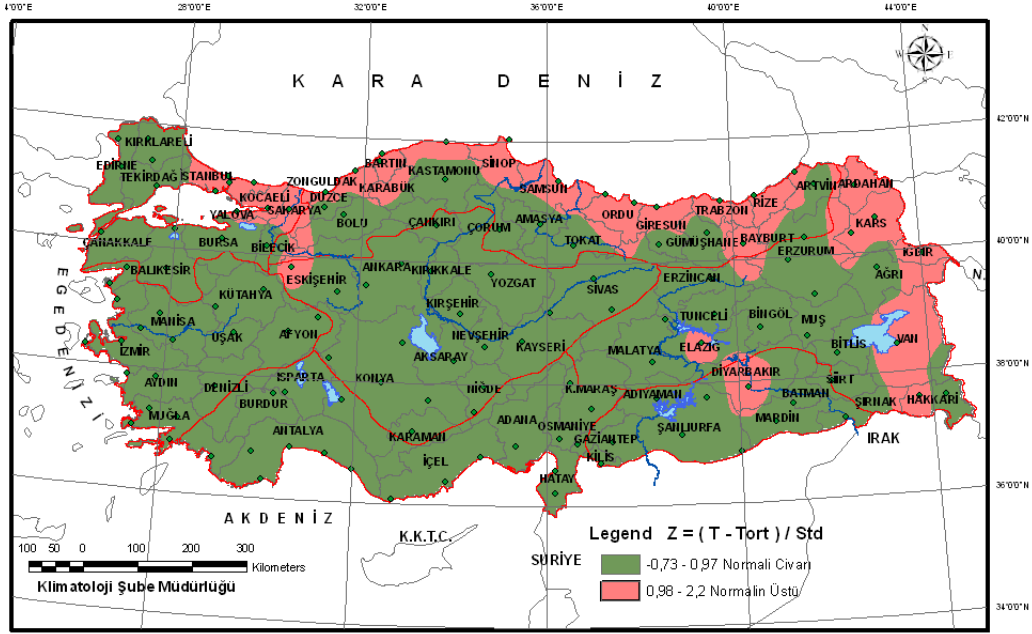 4°0'0"E 28°0'0"E 32°0'0"E 36°0'0"E 40°0'0"E 44°0'0"E
N
W E
S
K A R A D E N İ Z
42°0'0"N
KIRKLARELİ
EDİRNE
TEKİRDAĞ
İSTANBUL
KOCAELİ
YALOVA
SAKARYA
ZONGULDAK
DÜZCE
BARTIN
KARABÜK
KASTAMONU
SİNOP
SAMSUN
ORDU
GİRESUN
TRABZON
RİZE
ARTVİN
ARDAHAN
KARS
ÇANAKKALE
BURSA
BİLECİK
BOLU
ÇANKIRI
ÇORUM
AMASYA
TOKAT
GÜMÜŞHANE
BAYBURT
ERZURUM
IĞDIR
40°0'0"N
BALIKESİR
KÜTAHYA
ESKİŞEHİR
ANKARA
KIRIKKALE
YOZGAT
SİVAS
ERZİNCAN
AĞRI
N.
MANİSA
UŞAK
AFYON
KIRŞEHİR
NEVŞEHİR
KAYSERİ
TUNCELİ
BİNGÖL
MUŞ
BİTLİS
VAN
İZMİR
AKSARAY
MALATYA
ELAZIĞ
DİYARBAKIR
38°0'0"N
AYDIN
DENİZLİ
ISPARTA
BURDUR
KONYA
NİĞDE
K.MARAŞ
ADIYAMAN
BATMAN
SİİRT
ŞIRNAK
HAKKARİ
MUĞLA
ANTALYA
KARAMAN
İÇEL
ADANA
OSMANİYE
GAZİANTEP
KİLİS
ŞANLIURFA
MARDİN
HATAY
IRAK
36°0'0"N
E G E D E N İ Z İ
A K D E N İ Z
K.K.T.C.
SURİYE
Legend Z = ( T - Tort ) / Std
-0,73 - 0,97 Normali Civarı
0,98 - 2,2 Normalin Üstü
100 50 0 100 200 300
Kilometers
Klimatoloji Şube Müdürlüğü
34°0'0"N